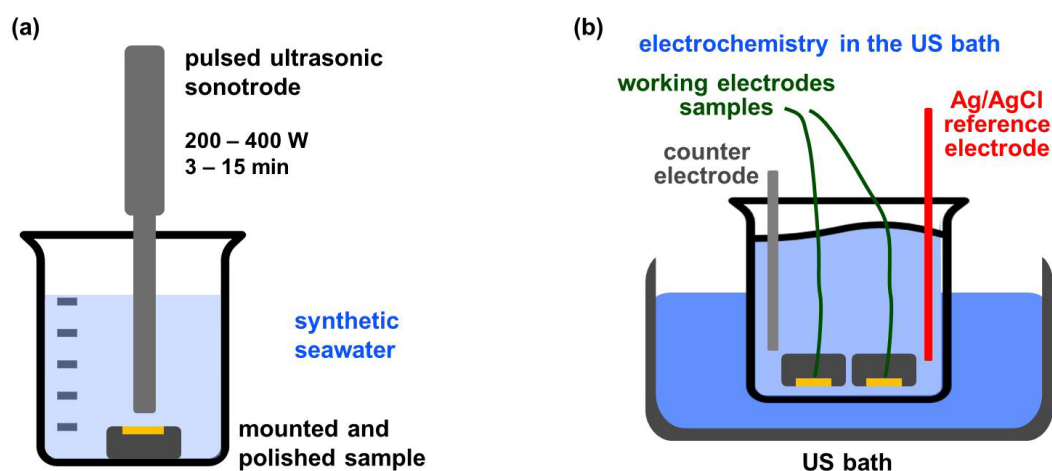 (a)
pulsed ultrasonic
sonotrode
200 – 400 W
3 – 15 min
synthetic
seawater
mounted and
polished sample
(b)
electrochemistry in the US bath
working electrodes
samples
Ag/AgCl
reference
electrode
counter
electrode
US bath